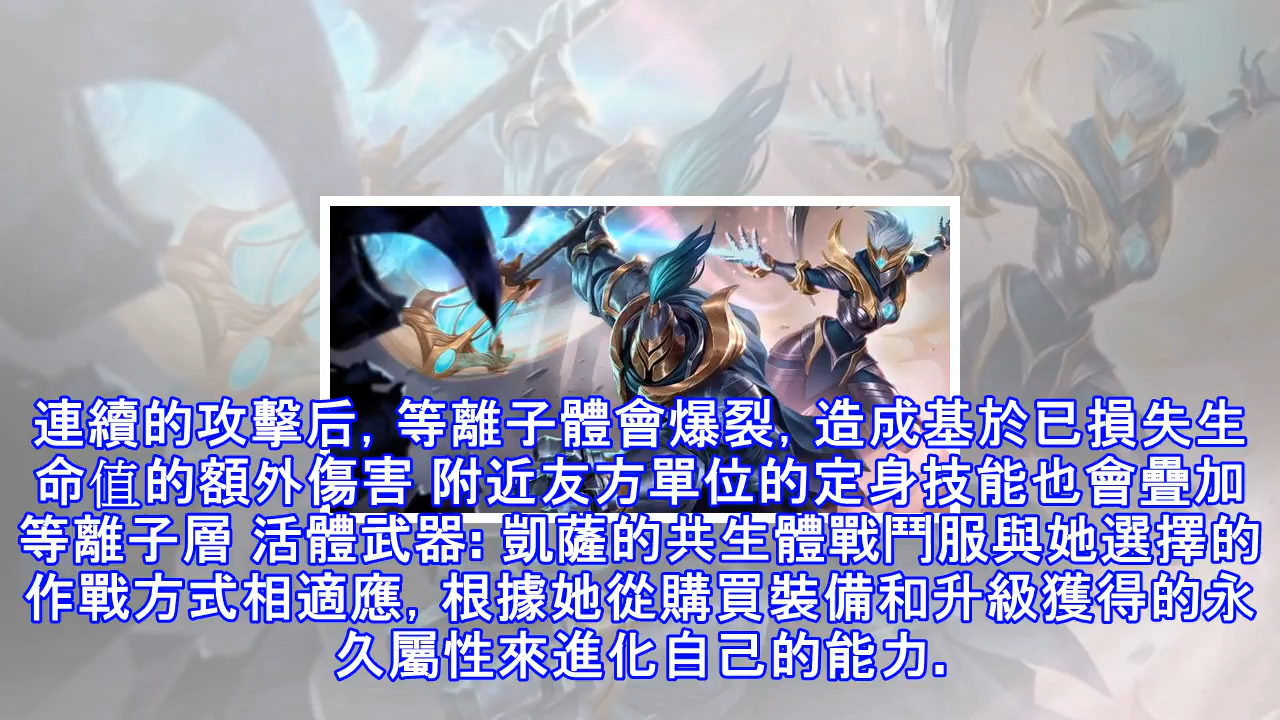 連續的攻擊后, 等離子體會爆裂, 造成基於已損失生
命值的額外傷害 附近友方單位的定身技能也會疊加
等離子層 活體武器: 凱薩的共生體戰鬥服與她選擇的
作戰方式相適應, 根據她從購買裝備和升級獲得的永
久屬性來進化自己的能力.